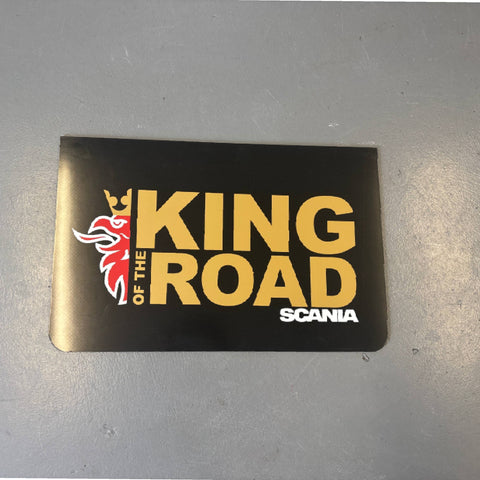 KING
OF THE
ROAD
SCANIA